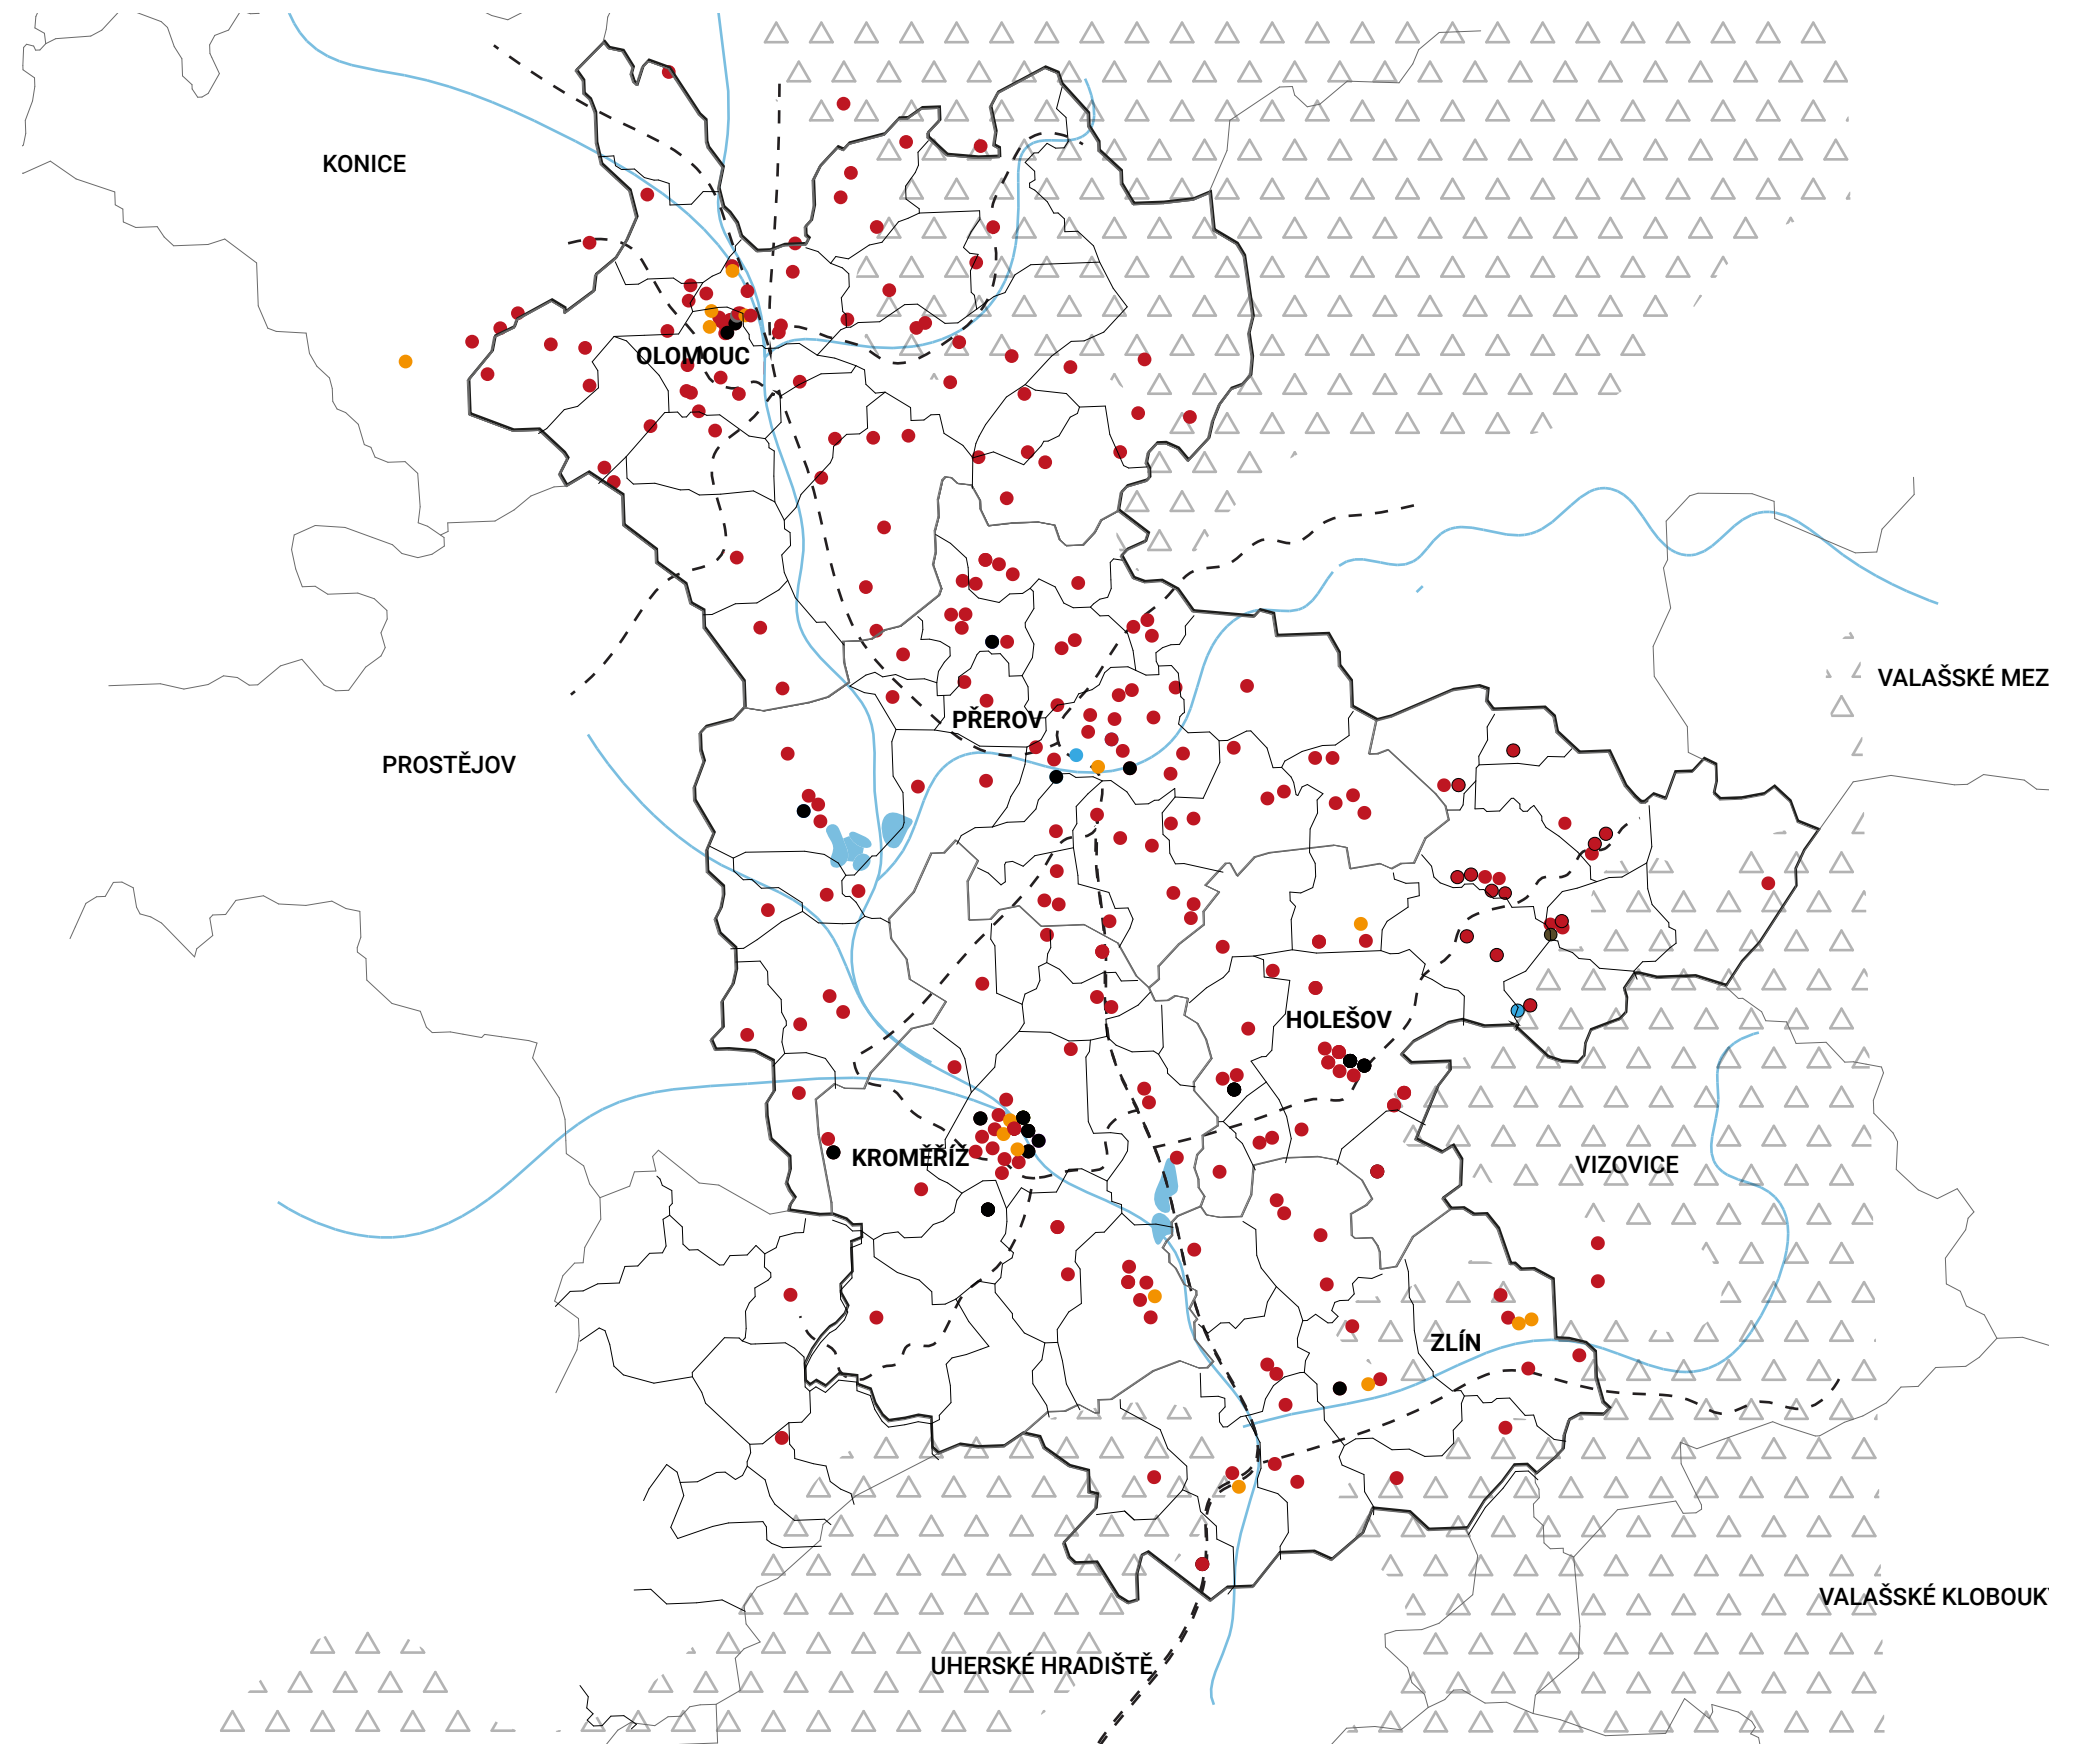 KONICE
OLOMOUC
VALAŠSKÉ MEZ
PŘEROV
PROSTĚJOV
HOLEŠOV
KROMĚŘÍŽ
VIZOVICE
ZLÍN
VALAŠSKÉ KLOBOUK
UHERSKÉ HRADIŠTĚ